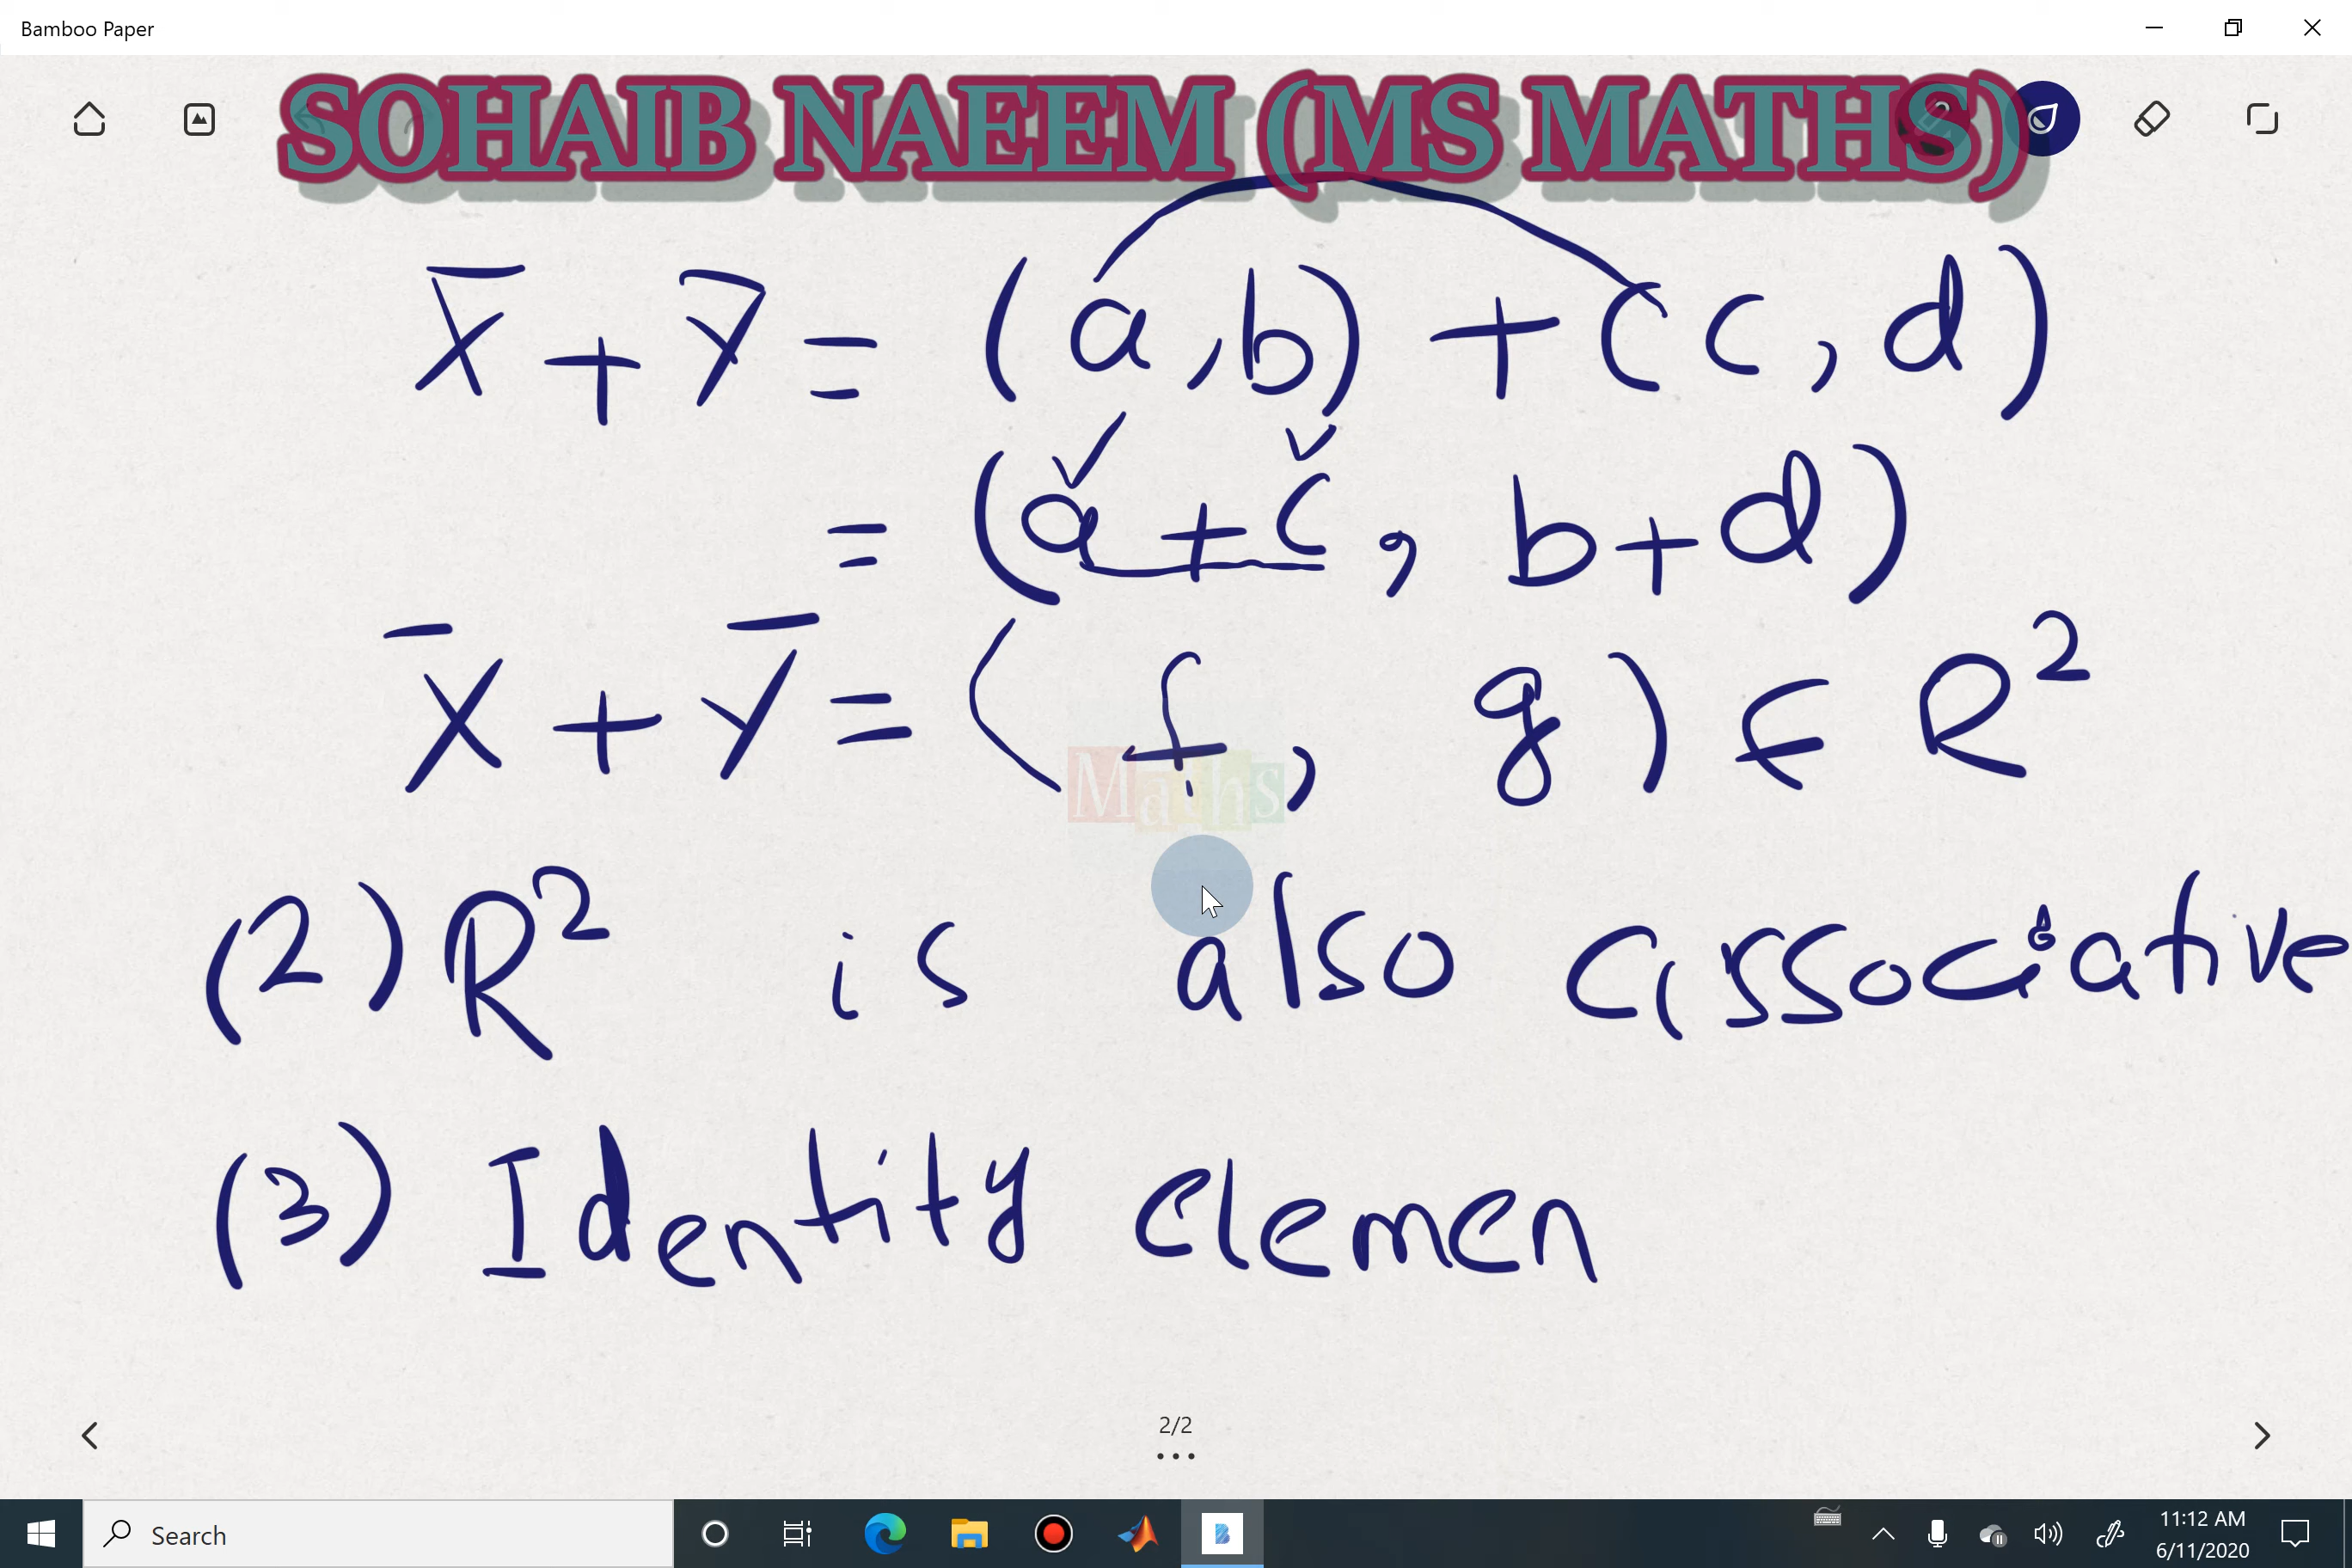 Bamboo Paper
SOHAIB NAEEM (MS MATHS)
X̅ + Y̅ = (a, b) + (c, d)
= (a + c, b + d)
X̅ + Y̅ = (f, g) ∈ R²
Maths
(2) R² is also associative
(3) Identity elemen
2/2
Search
11:12 AM
6/11/2020